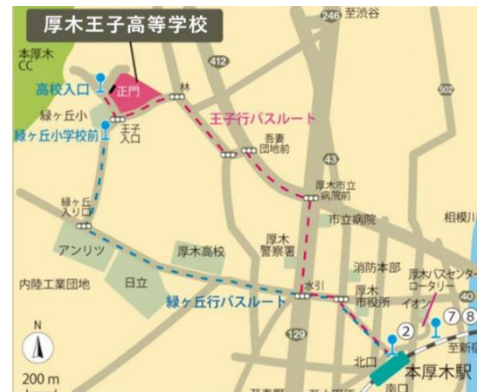 厚木王子高等学校
246
至渋谷
本厚木
CC
412
高校入口
正門
林
緑ヶ丘小
王子
入口
緑ヶ丘小学校前
王子行バスルート
吾妻
団地前
43
厚木市立
病院前
市立病院
相模川
緑ヶ丘
入り口
アンリツ
厚木高校
厚木
警察署
日立
内陸工業団地
緑ヶ丘行バスルート
水引
消防本部
厚木
市役所
厚木バスセンター
ロータリー
イオン
40
129
②
⑦
⑧
至新宿
北口
本厚木駅
南口
N
200 m